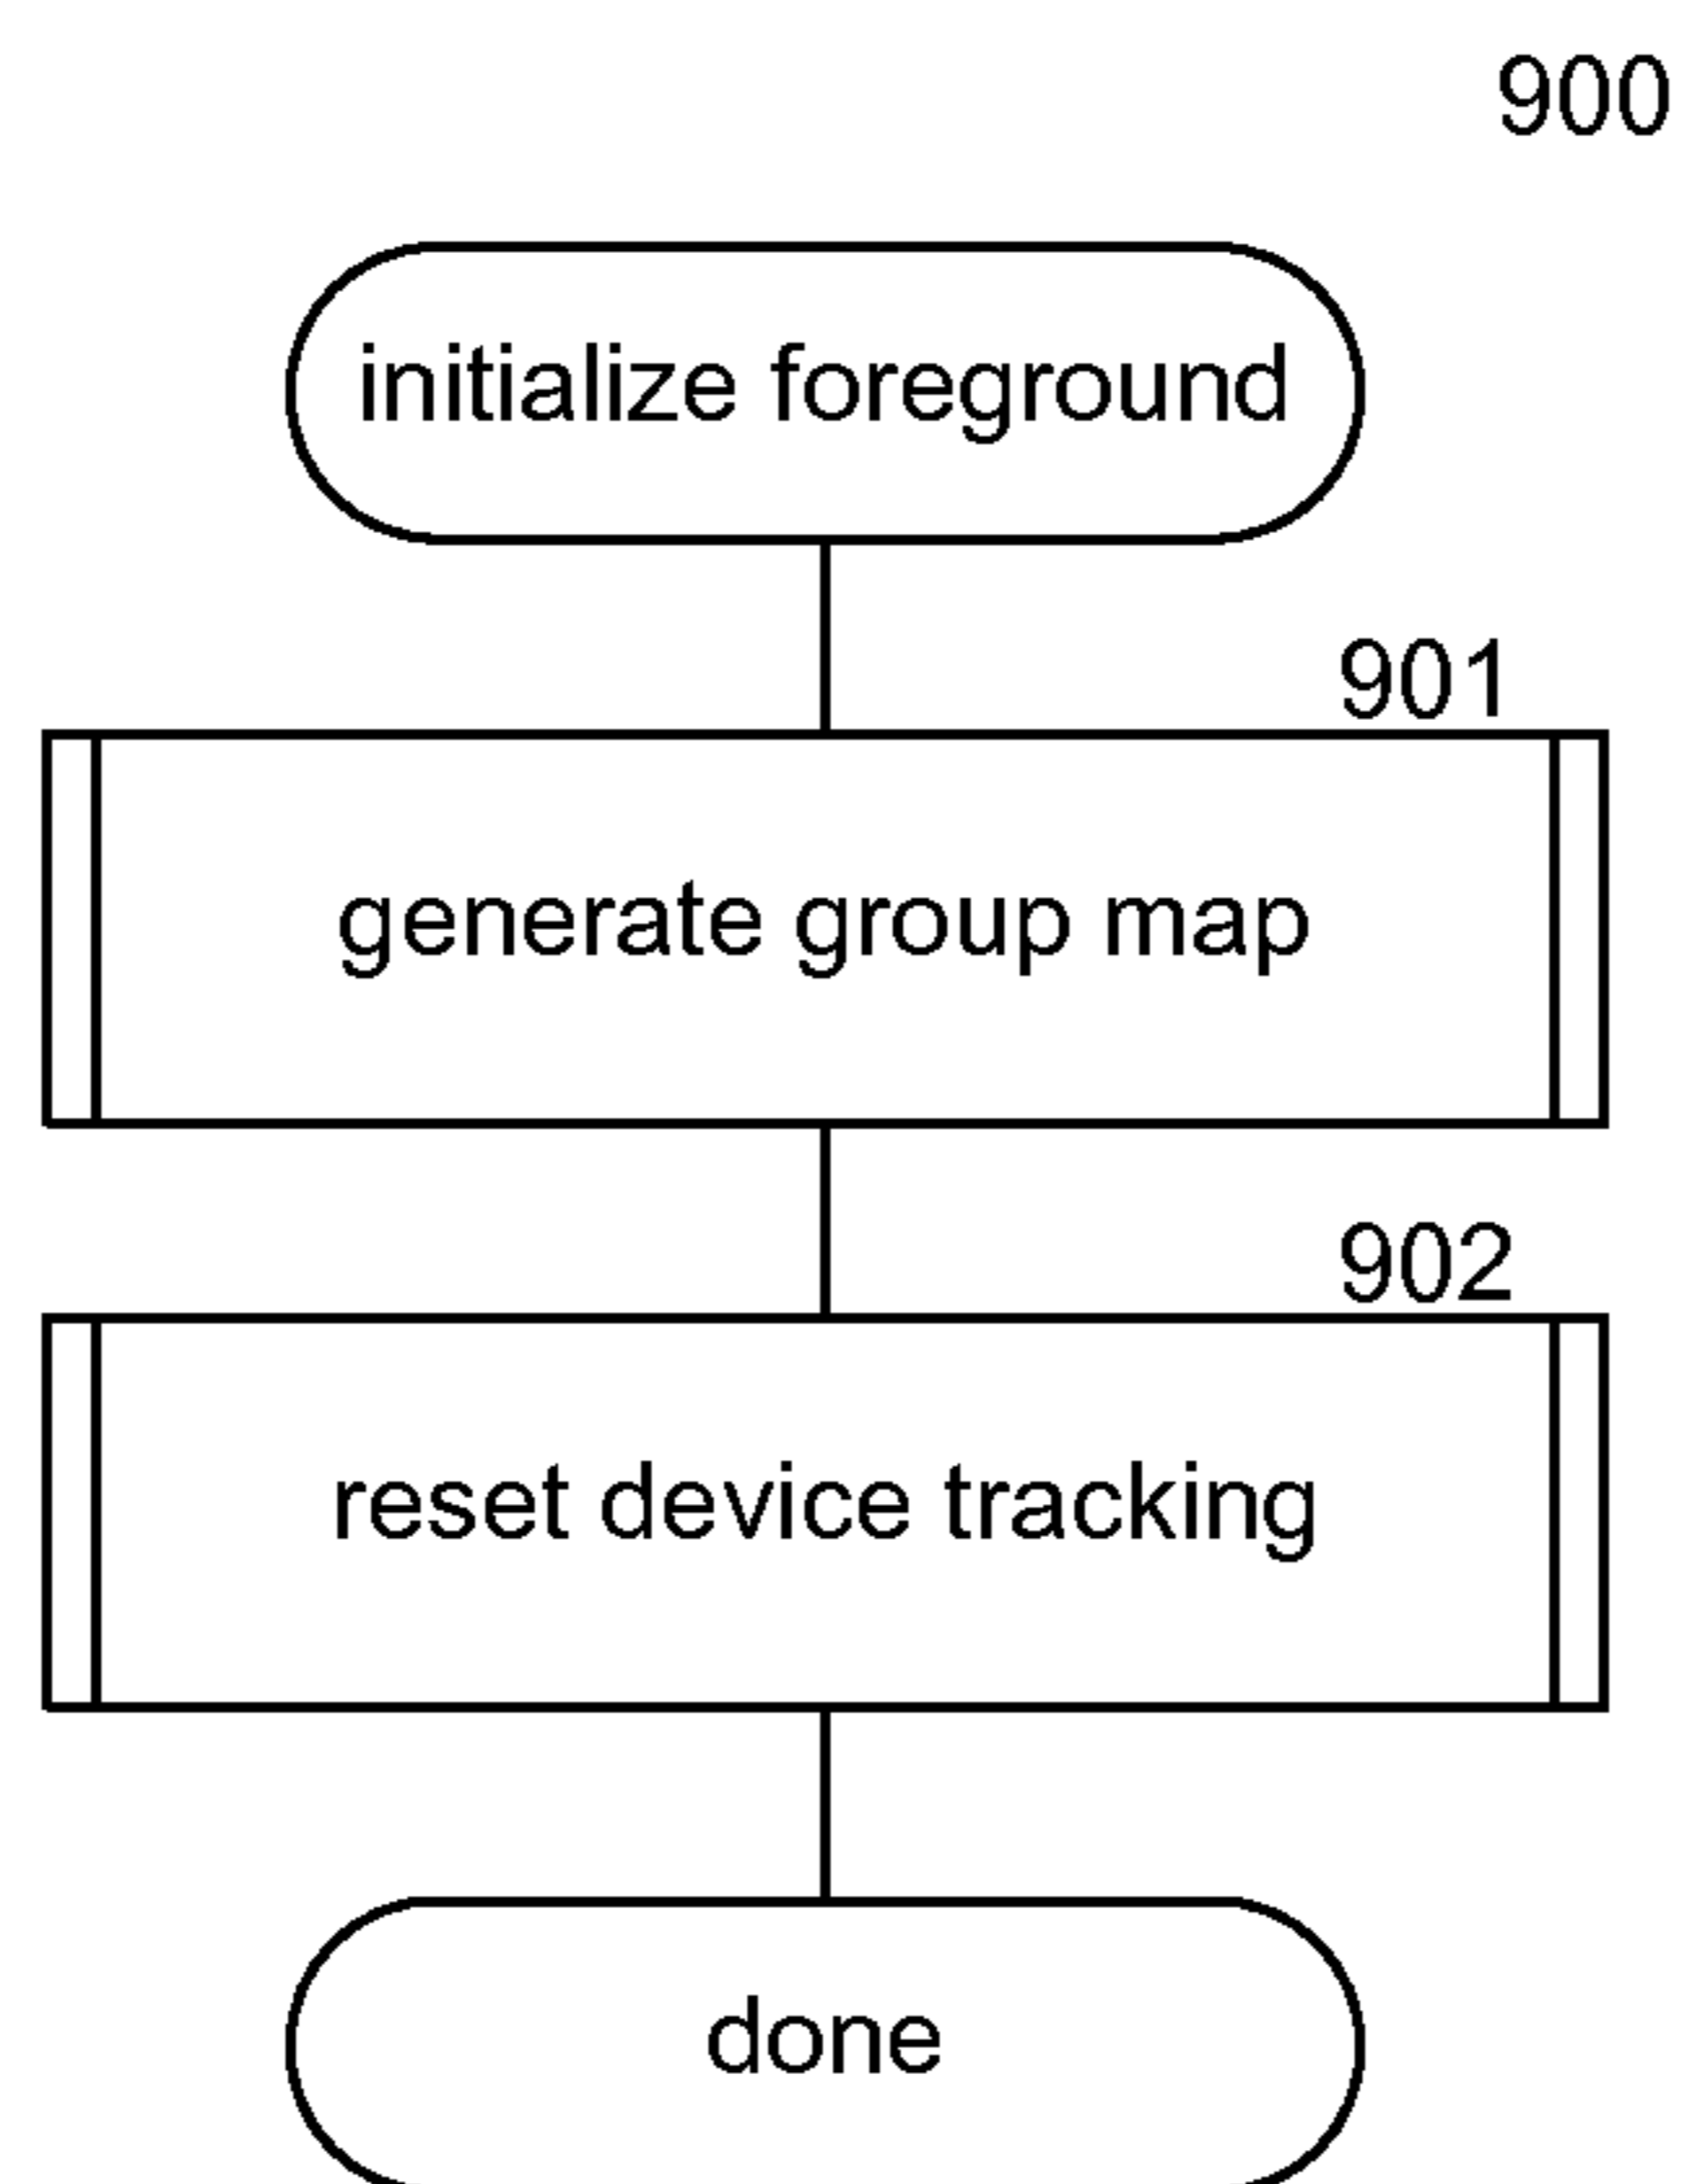 900
initialize foreground
901
generate group map
902
reset device tracking
done